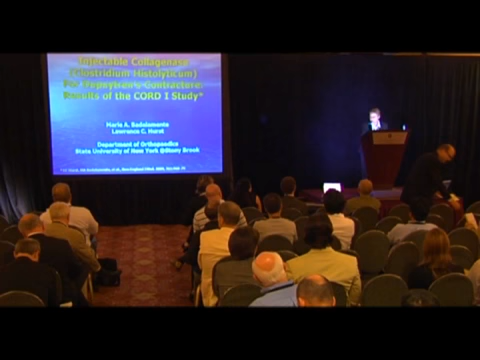 Injectable Collagenase
(Clostridium Histolyticum)
For Dupuytren's Contracture:
Results of the CORD I Study*
Marie A. Badalamente
Lawrence C. Hurst
Department of Orthopaedics
State University of New York @Stony Brook